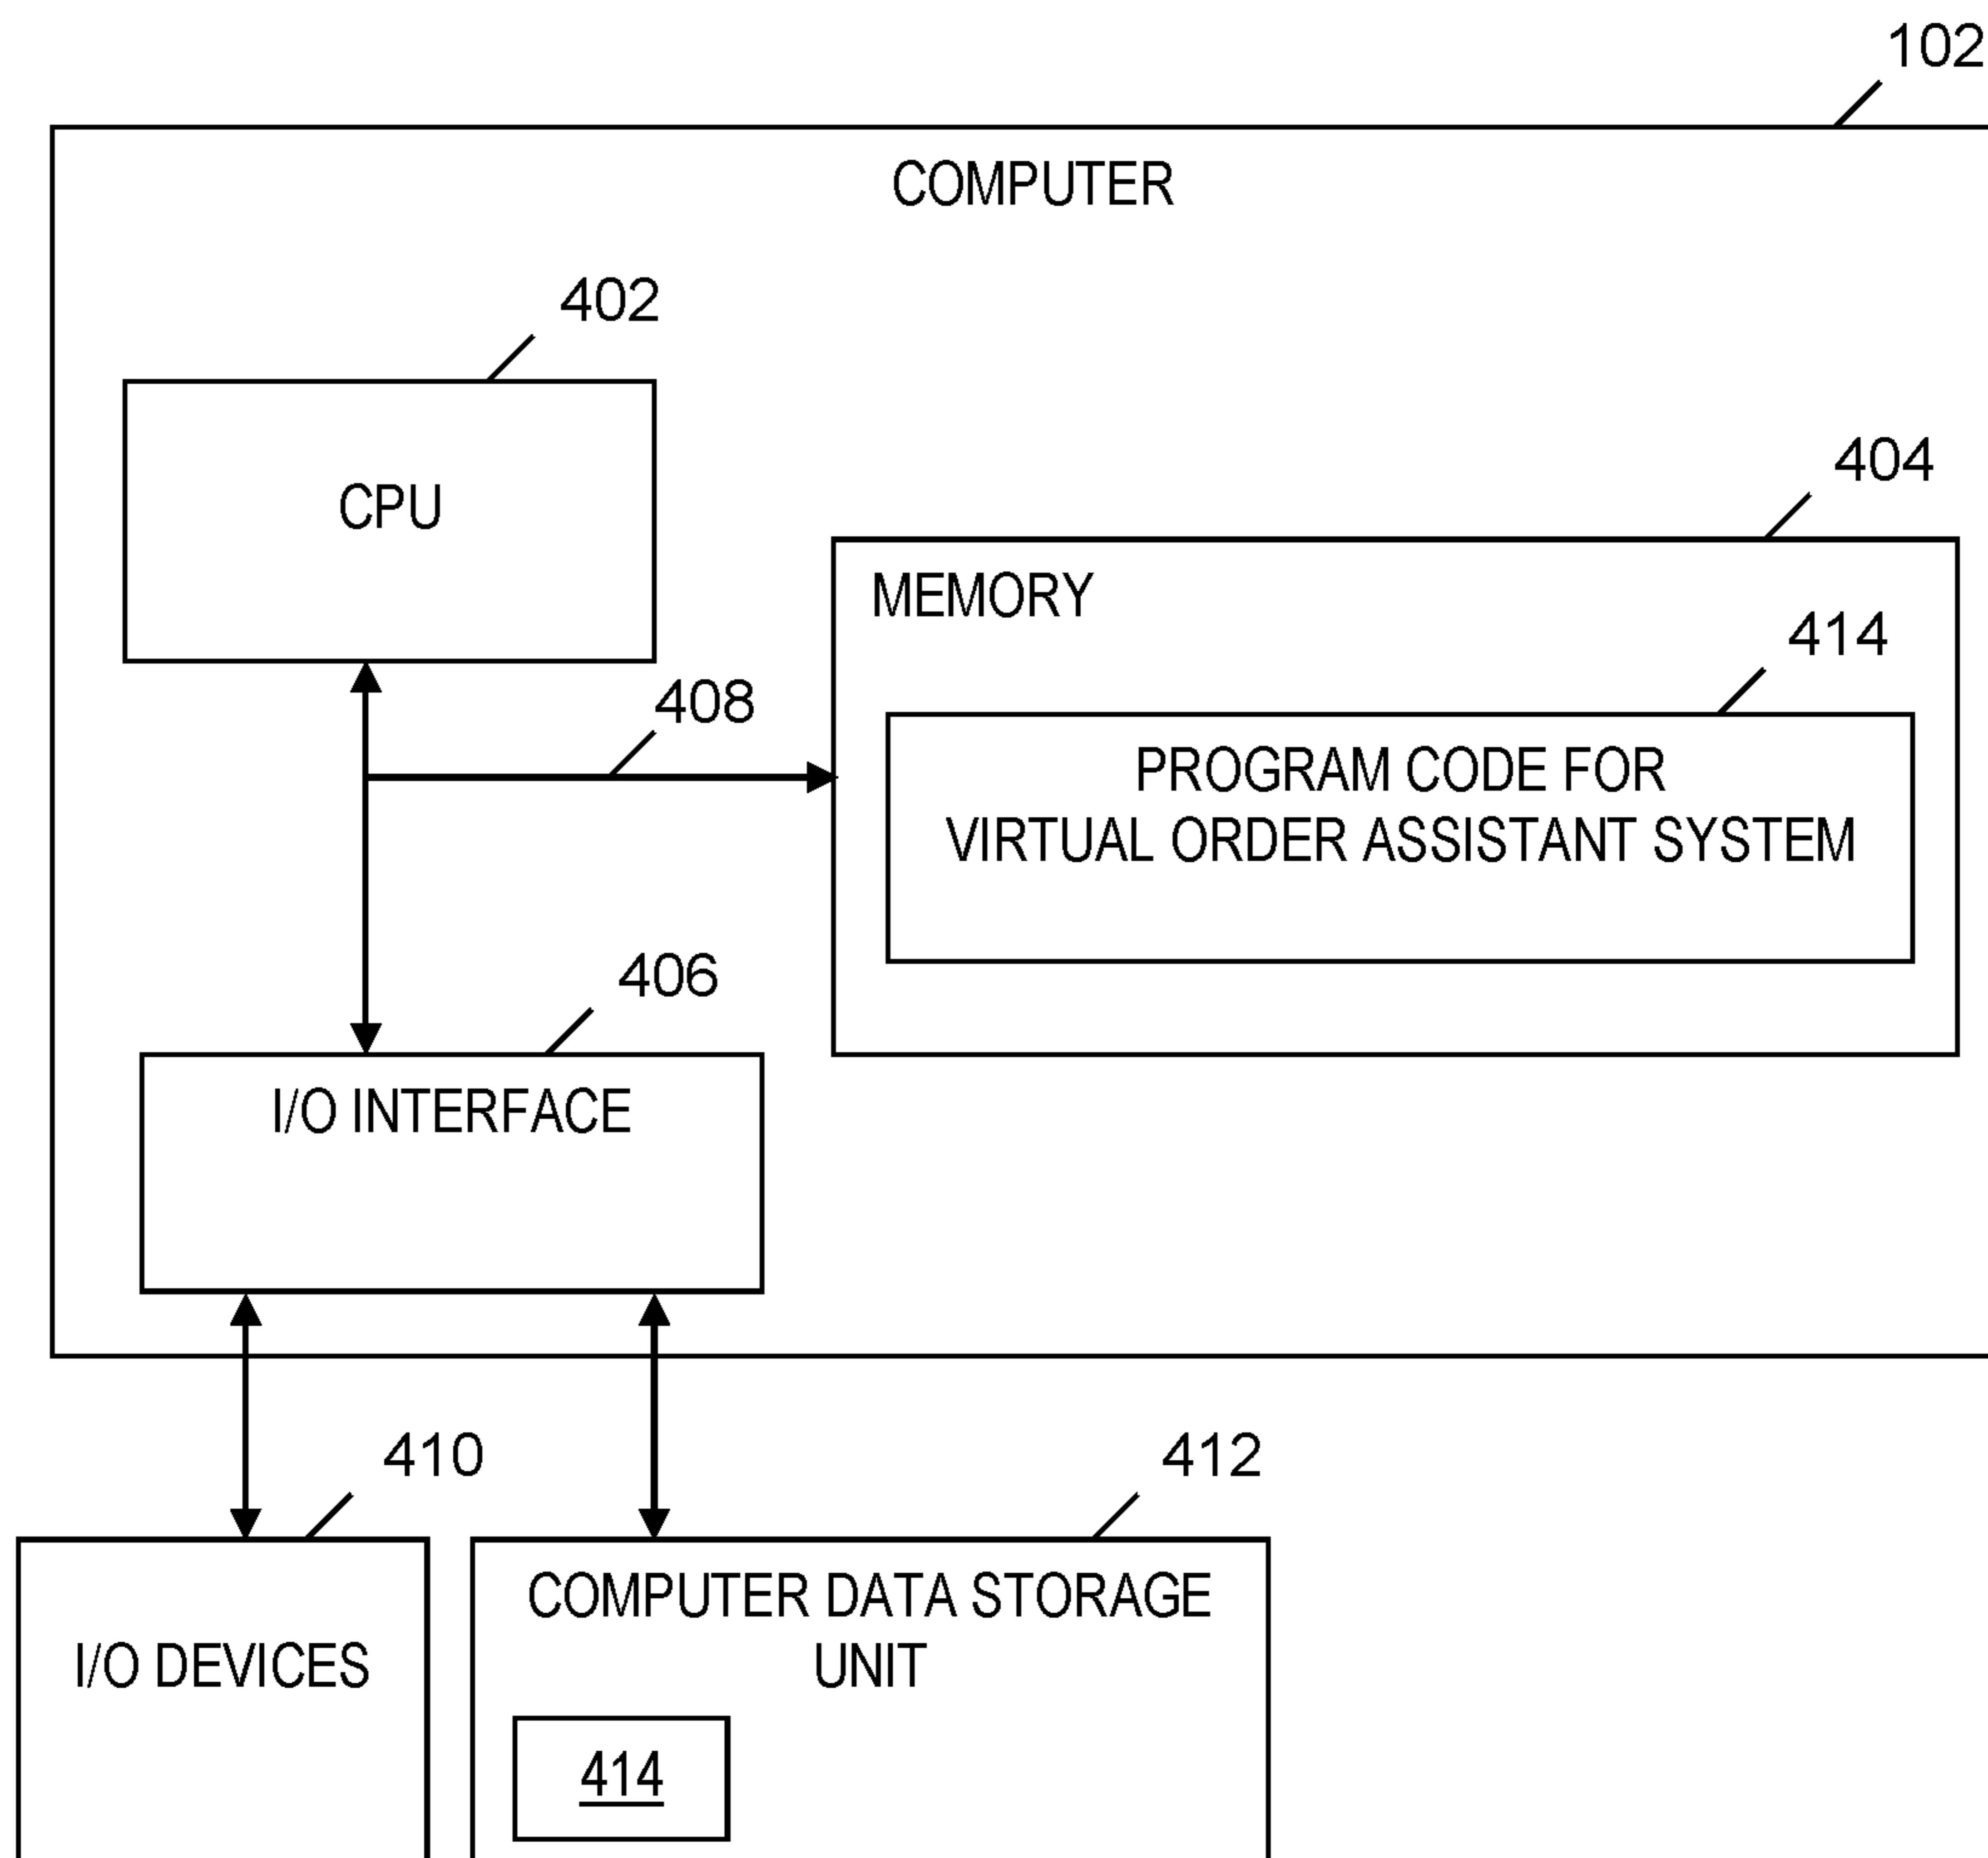 102
COMPUTER
402
CPU
404
MEMORY
414
408
PROGRAM CODE FOR
VIRTUAL ORDER ASSISTANT SYSTEM
406
I/O INTERFACE
410
412
COMPUTER DATA STORAGE
UNIT
I/O DEVICES
414